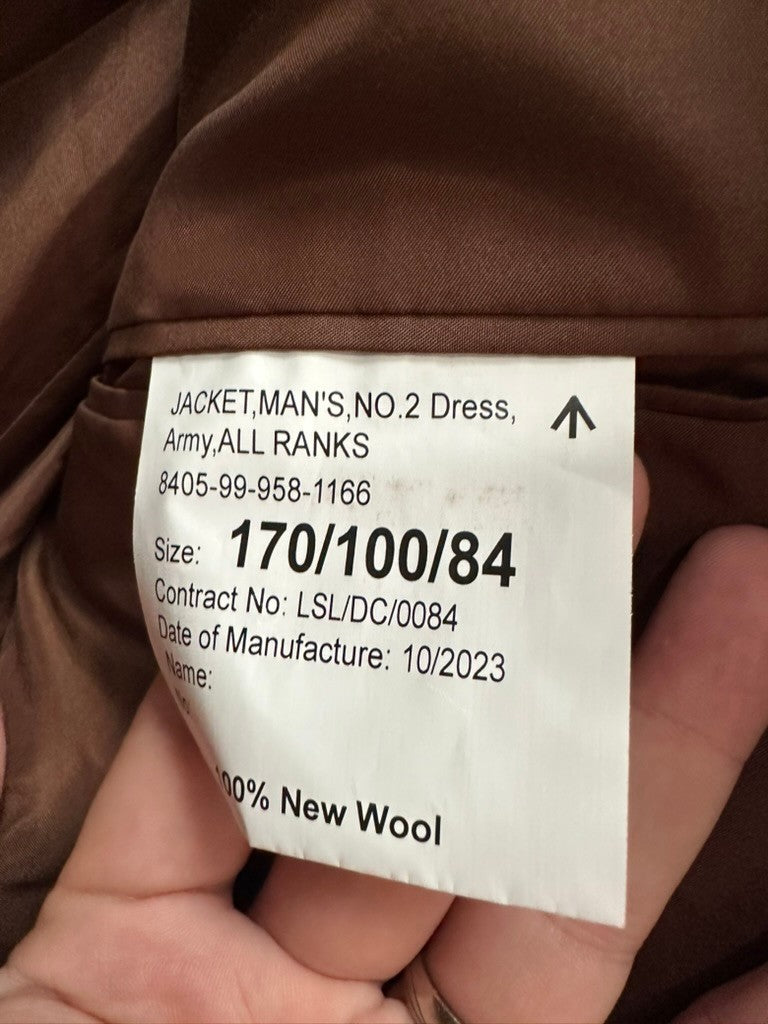 JACKET,MAN'S,NO.2 Dress,
Army,ALL RANKS
8405-99-958-1166
Size: 170/100/84
Contract No: LSL/DC/0084
Date of Manufacture: 10/2023
Name:
100% New Wool